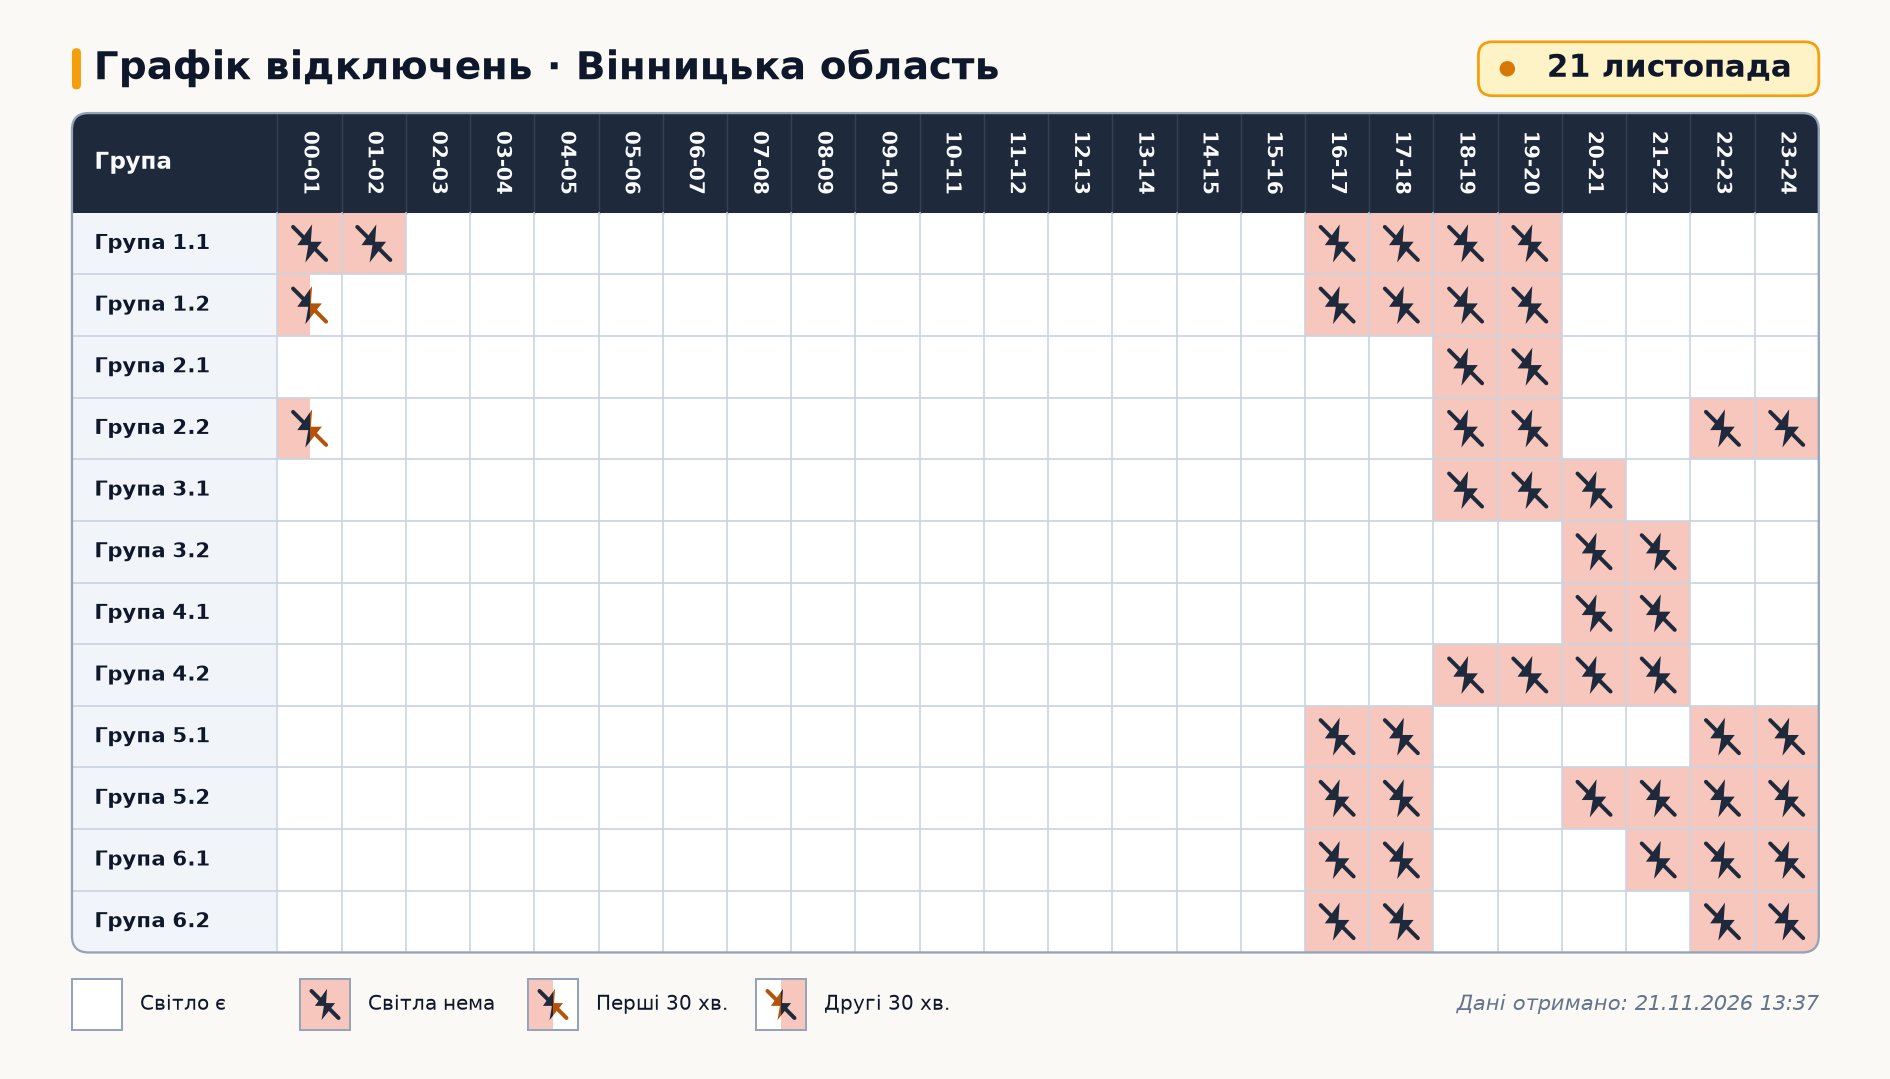 Графік відключень · Вінницька область
21 листопада
Група 00-01 01-02 02-03 03-04 04-05 05-06 06-07 07-08 08-09 09-10 10-11 11-12 12-13 13-14 14-15 15-16 16-17 17-18 18-19 19-20 20-21 21-22 22-23 23-24
Група 1.1
Група 1.2
Група 2.1
Група 2.2
Група 3.1
Група 3.2
Група 4.1
Група 4.2
Група 5.1
Група 5.2
Група 6.1
Група 6.2
Світло є Світла нема Перші 30 хв. Другі 30 хв. Дані отримано: 21.11.2026 13:37